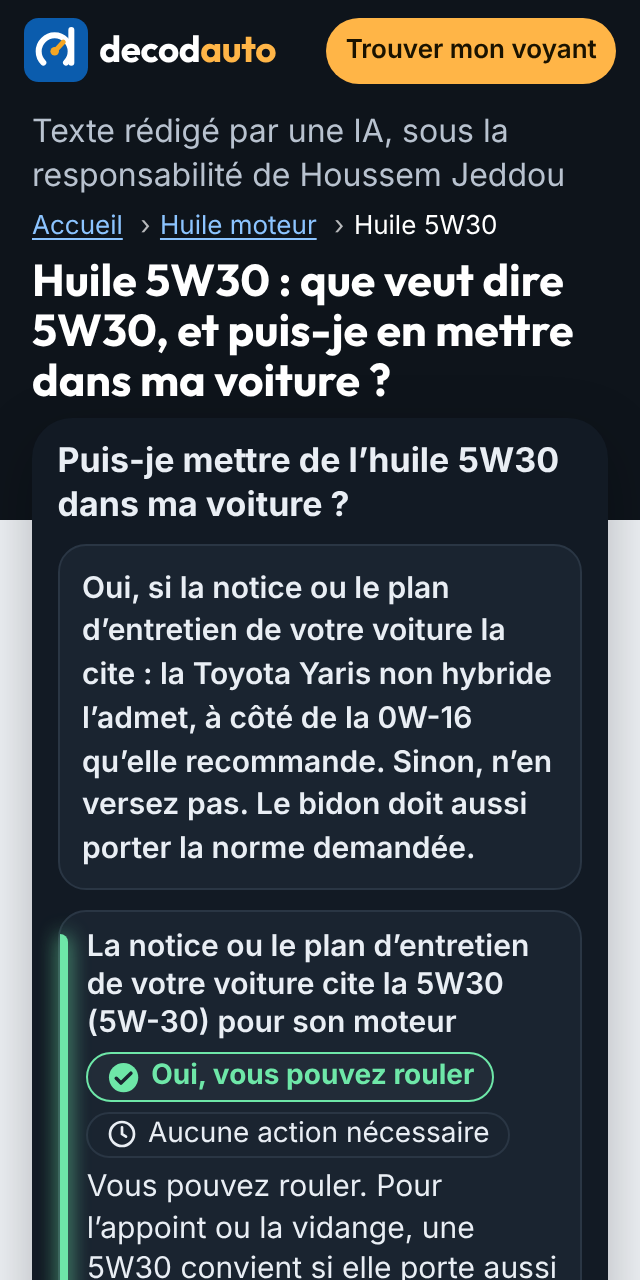 decodauto
Trouver mon voyant
Texte rédigé par une IA, sous la
responsabilité de Houssem Jeddou
Accueil › Huile moteur › Huile 5W30
Huile 5W30 : que veut dire
5W30, et puis-je en mettre
dans ma voiture ?
Puis-je mettre de l’huile 5W30
dans ma voiture ?
Oui, si la notice ou le plan
d’entretien de votre voiture la
cite : la Toyota Yaris non hybride
l’admet, à côté de la 0W-16
qu’elle recommande. Sinon, n’en
versez pas. Le bidon doit aussi
porter la norme demandée.
La notice ou le plan d’entretien
de votre voiture cite la 5W30
(5W-30) pour son moteur
Oui, vous pouvez rouler
Aucune action nécessaire
Vous pouvez rouler. Pour
l’appoint ou la vidange, une
5W30 convient si elle porte aussi